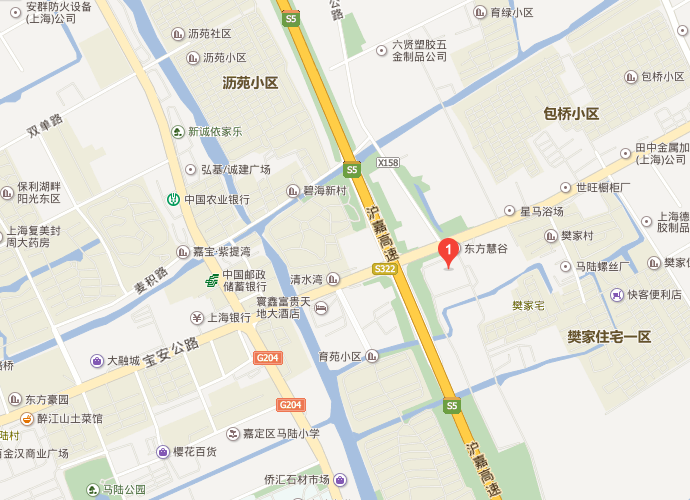 安群防火设备
(上海)公司
S5
公路
育绿小区
沥苑社区
六贤塑胶五
金制品公司
沥苑小区
沥苑小区
包桥小区
包桥小区
双单路
新诚依家乐
田中金属加
(上海)公司
弘基/诚建广场
S5
X158
保利湖畔
阳光东区
中国农业银行
碧海新村
世旺橱柜厂
沪嘉高速
星马浴场
上海德
胶制品
上海复美封
周大药房
嘉宝·紫提湾
1
东方慧谷
樊家村
麦积路
中国邮政
储蓄银行
清水湾
S322
马陆螺丝厂
樊家住
快客便利店
寰鑫富贵天
地大酒店
樊家宅
上海银行
樊家住宅一区
宝安公路
G204
育苑小区
大融城
路桥
东方豪园
G204
S5
醉江山土菜馆
陆村
嘉定区马陆小学
金汉商业广场
樱花百货
沪嘉高速
侨汇石材市场
马陆公园